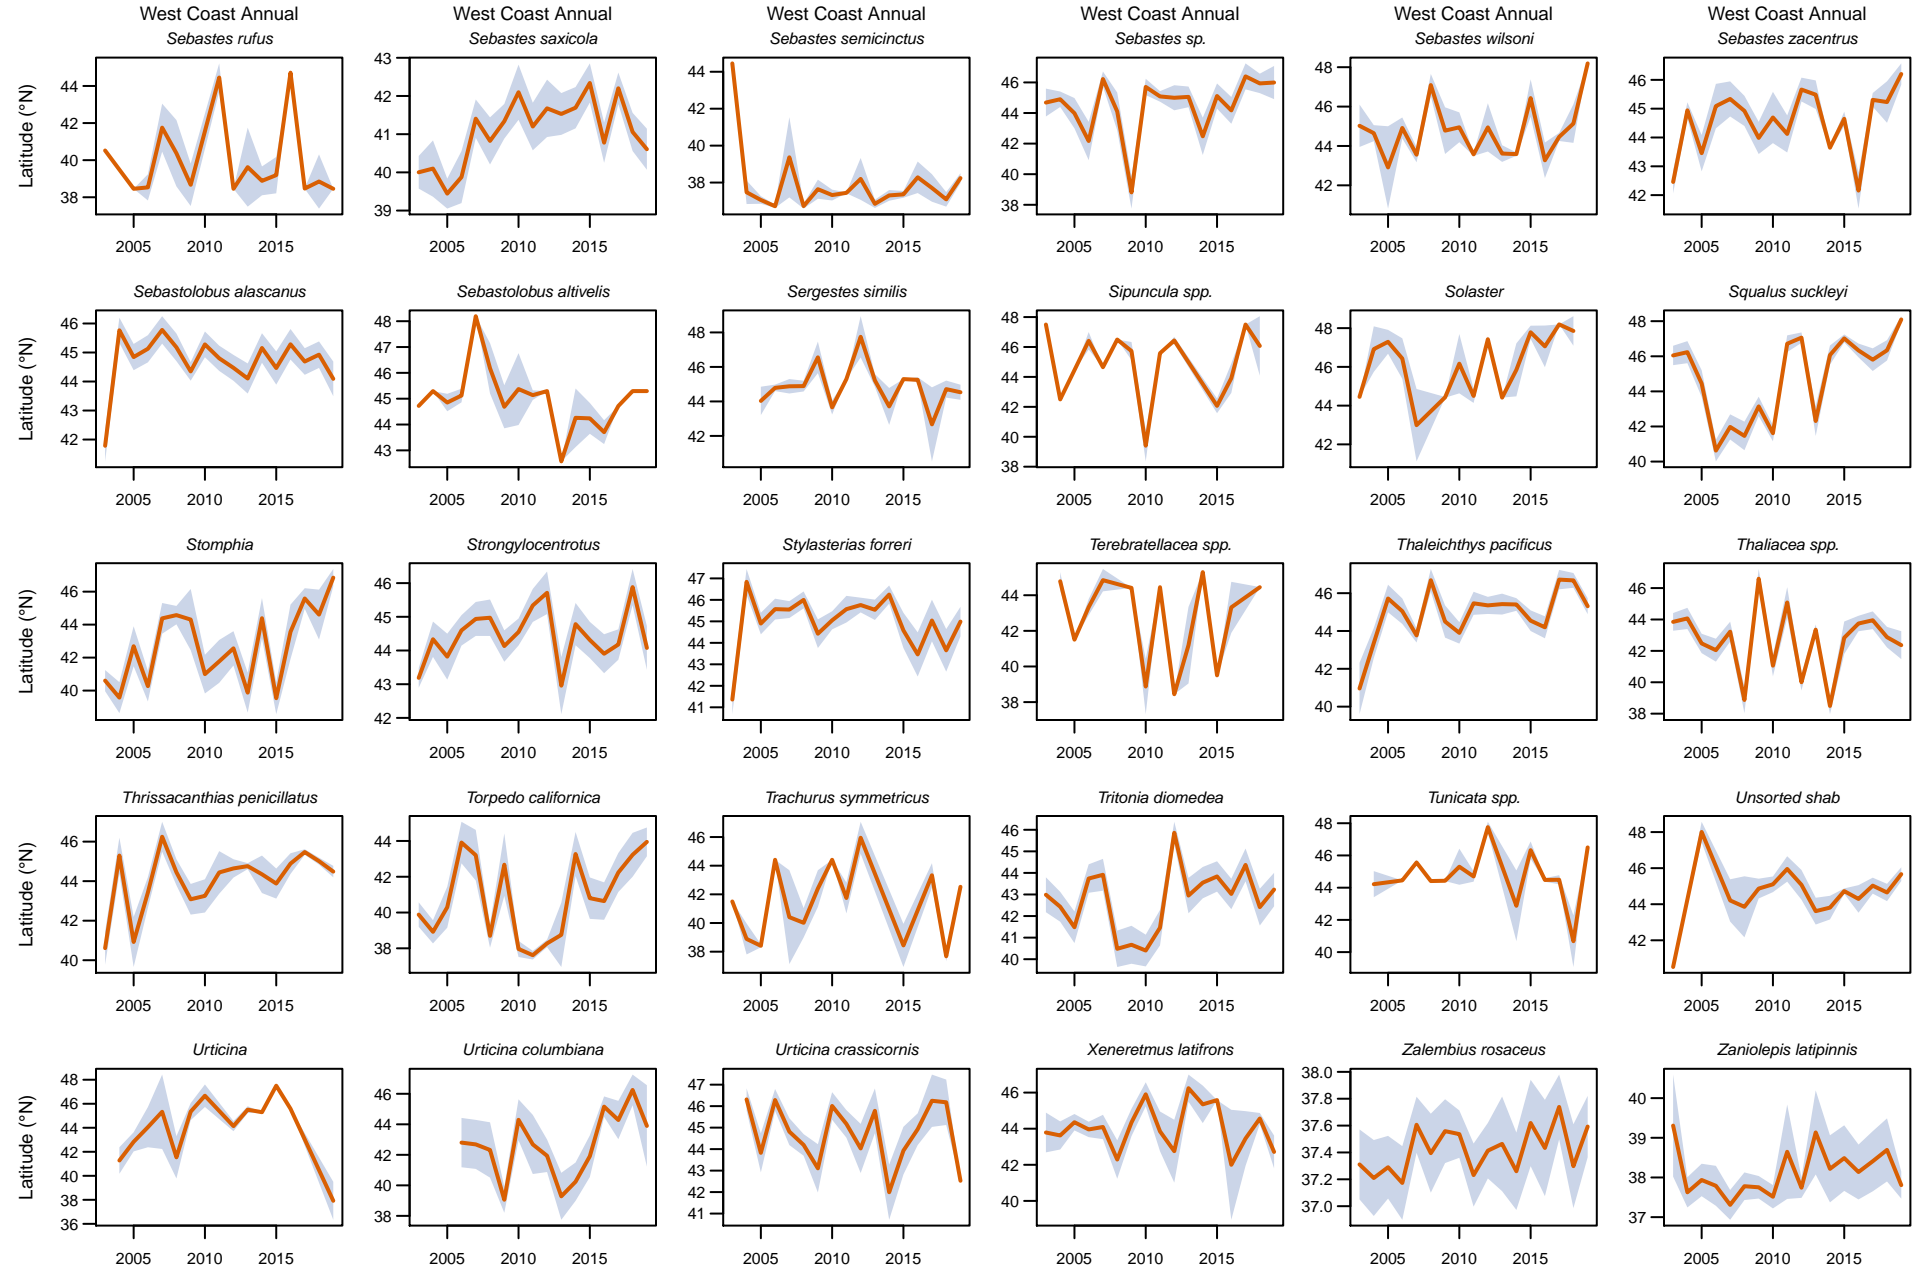 West Coast Annual West Coast Annual West Coast Annual West Coast Annual West Coast Annual West Coast Annual
Sebastes rufus Sebastes saxicola Sebastes semicinctus Sebastes sp. Sebastes wilsoni Sebastes zacentrus
Latitude (°N)
44 42 40 38
43 42 41 40 39
44 42 40 38
46 44 42 40 38
48 46 44 42
46 45 44 43 42
2005 2010 2015 2005 2010 2015 2005 2010 2015 2005 2010 2015 2005 2010 2015 2005 2010 2015
Sebastolobus alascanus Sebastolobus altivelis Sergestes similis Sipuncula spp. Solaster Squalus suckleyi
Latitude (°N)
46 45 44 43 42
48 47 46 45 44 43
48 46 44 42
48 46 44 42 40 38
48 46 44 42
48 46 44 42 40
2005 2010 2015 2005 2010 2015 2005 2010 2015 2005 2010 2015 2005 2010 2015 2005 2010 2015
Stomphia Strongylocentrotus Stylasterias forreri Terebratellacea spp. Thaleichthys pacificus Thaliacea spp.
Latitude (°N)
46 44 42 40
46 45 44 43 42
47 46 45 44 43 42 41
44 42 40 38
46 44 42 40
46 44 42 40 38
2005 2010 2015 2005 2010 2015 2005 2010 2015 2005 2010 2015 2005 2010 2015 2005 2010 2015
Thrissacanthias penicillatus Torpedo californica Trachurus symmetricus Tritonia diomedea Tunicata spp. Unsorted shab
Latitude (°N)
46 44 42 40
44 42 40 38
46 44 42 40 38
46 45 44 43 42 41 40
48 46 44 42 40
48 46 44 42
2005 2010 2015 2005 2010 2015 2005 2010 2015 2005 2010 2015 2005 2010 2015 2005 2010 2015
Urticina Urticina columbiana Urticina crassicornis Xeneretmus latifrons Zalembius rosaceus Zaniolepis latipinnis
Latitude (°N)
48 46 44 42 40 38 36
46 44 42 40 38
47 46 45 44 43 42 41
46 44 42 40
38.0 37.8 37.6 37.4 37.2 37.0
40 39 38 37
2005 2010 2015 2005 2010 2015 2005 2010 2015 2005 2010 2015 2005 2010 2015 2005 2010 2015